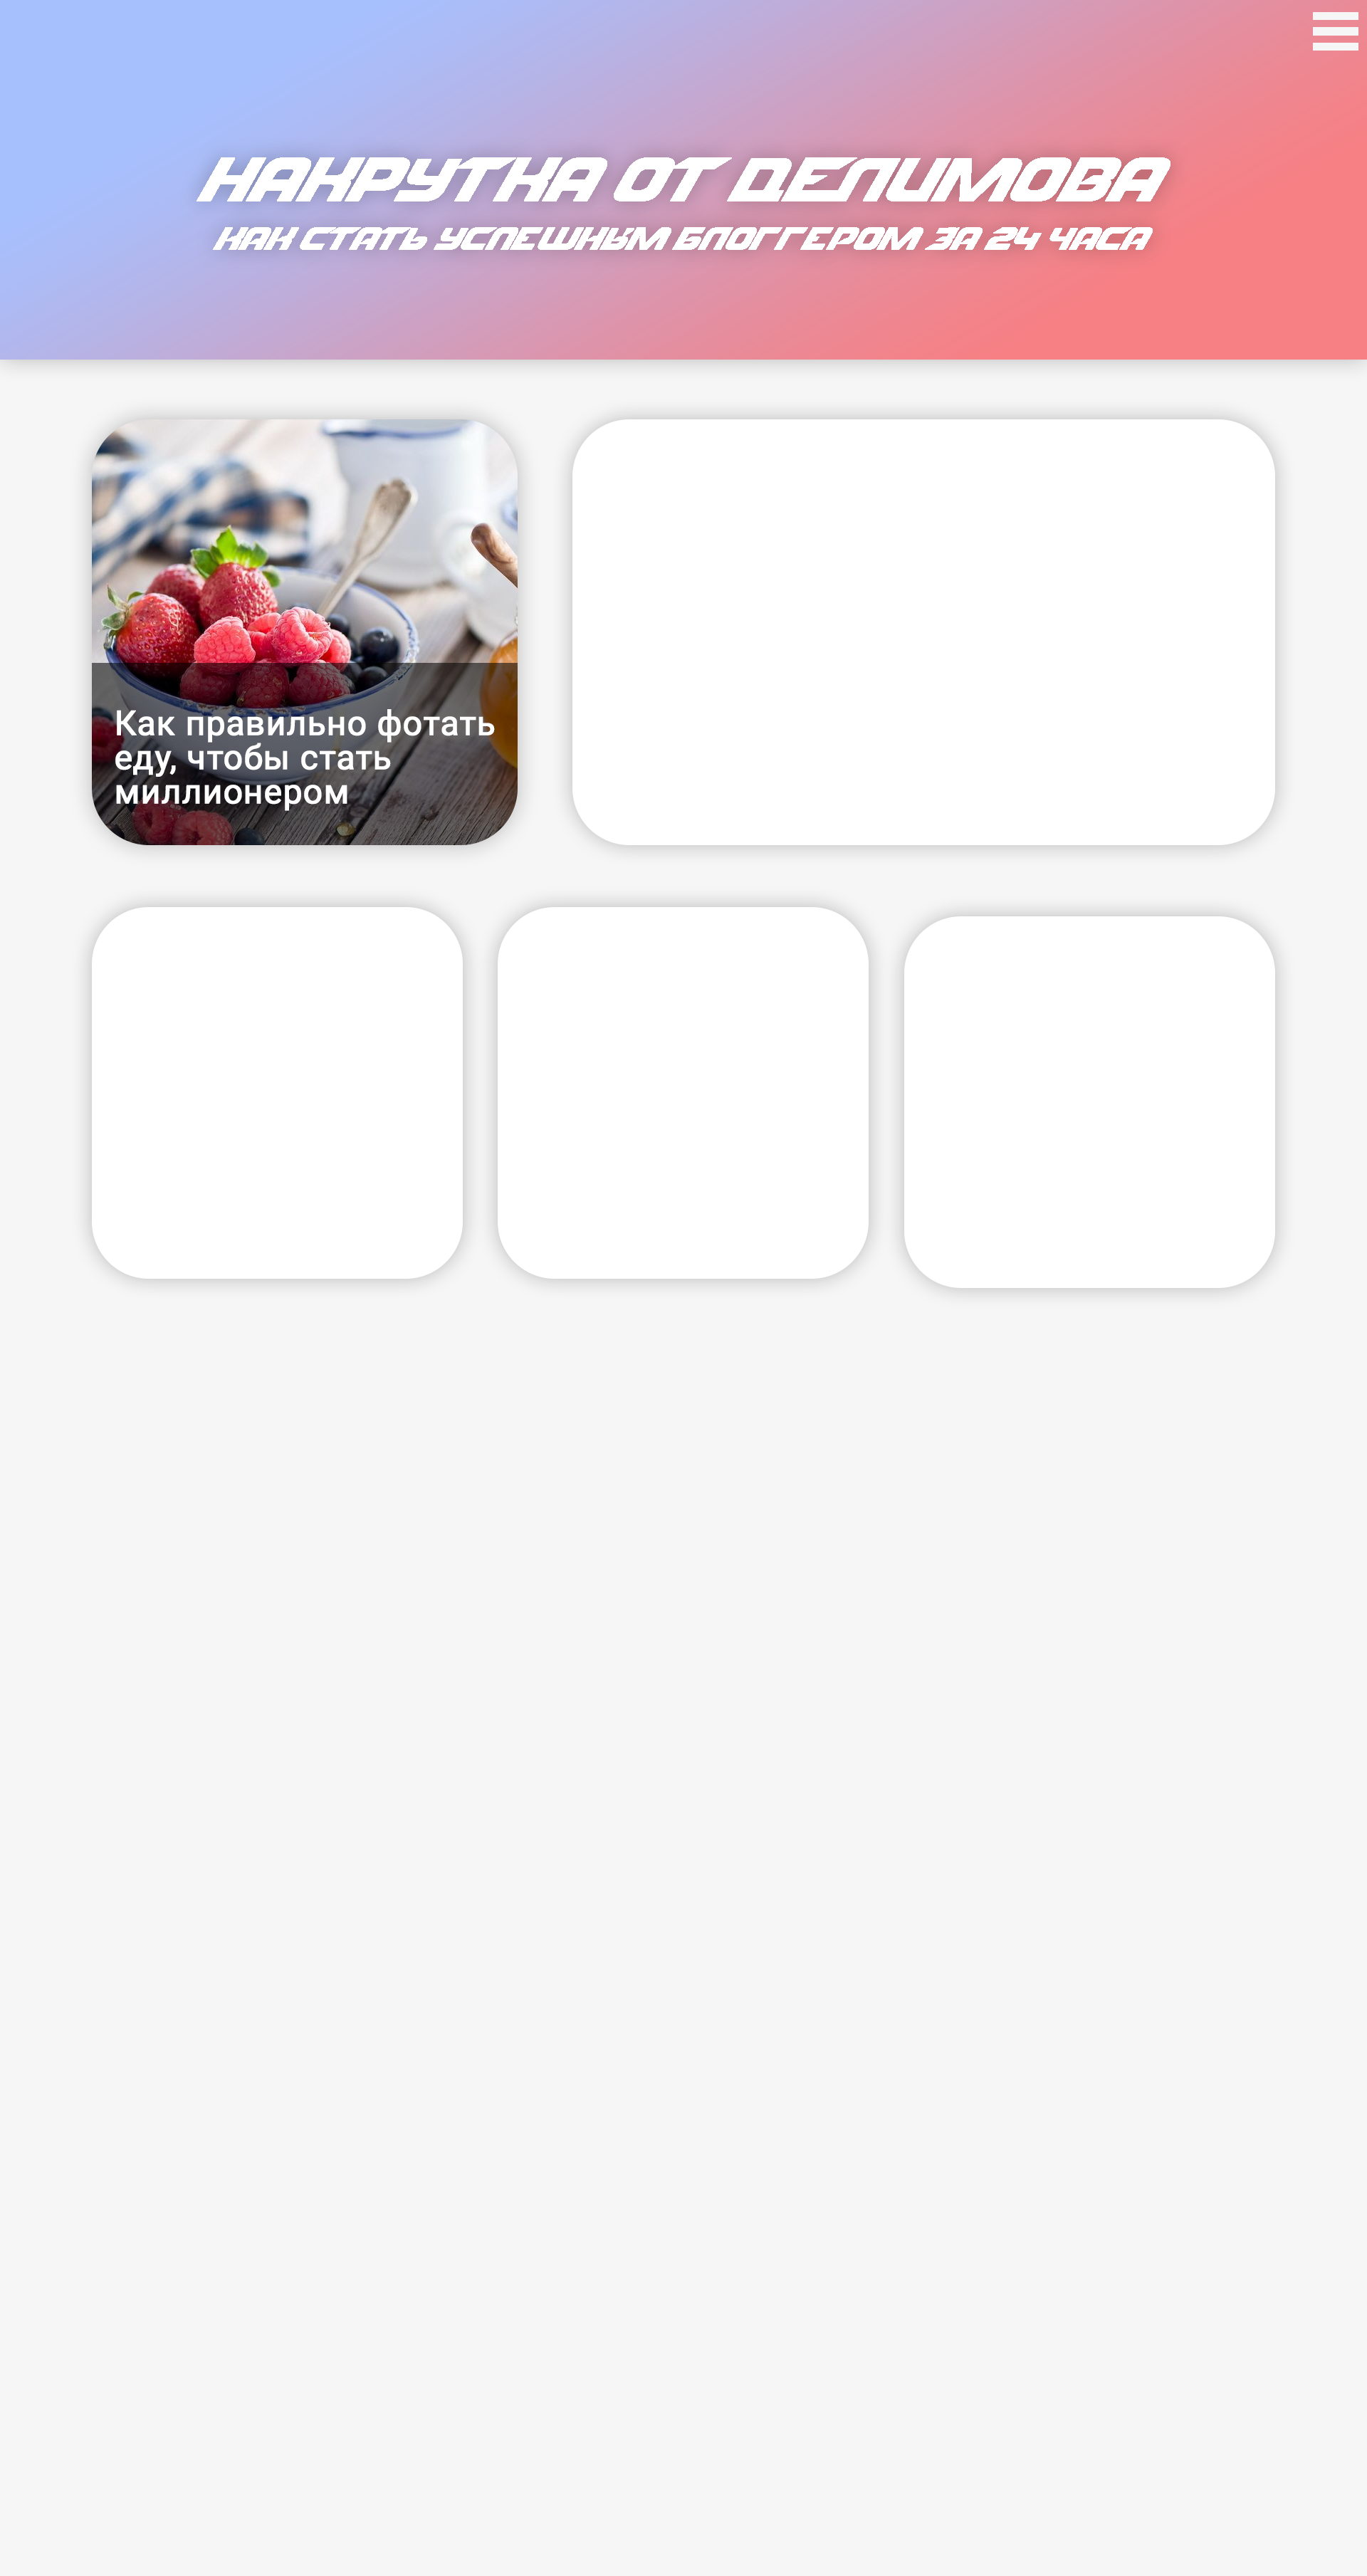 НАКРУТКА ОТ ДЕЛИМОВА
КАК СТАТЬ УСПЕШНЫМ БЛОГГЕРОМ ЗА 24 ЧАСА
Как правильно фотать
еду, чтобы стать
миллионером